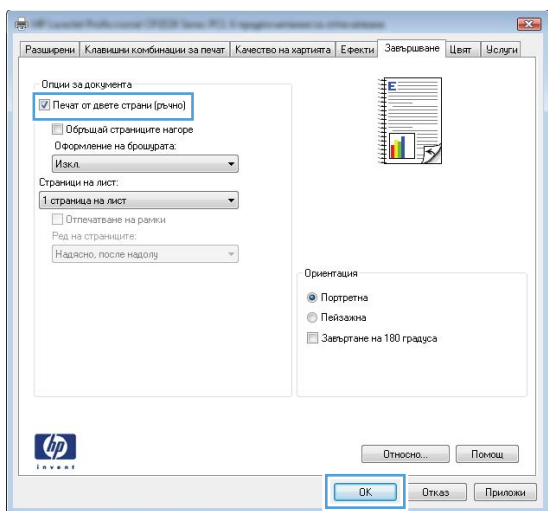 Разширени Клавишни комбинации за печат Качество на хартията Ефекти Завършване Цвят Услуги
Опции за документа
Печат от двете страни (ръчно)
Обръщай страниците нагоре
Оформление на брошурата:
Изкл.
Страници на лист:
1 страница на лист
Отпечатване на рамки
Ред на страниците:
Надясно, после надолу
E
Ориентация
Портретна
Пейзажна
Завъртане на 180 градуса
hp
invent
Относно... Помощ
OK Отказ Приложи